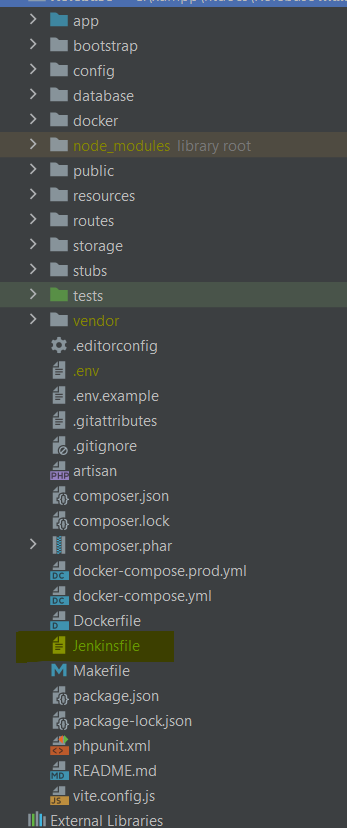 app
bootstrap
config
database
docker
node_modules library root
public
resources
routes
storage
stubs
tests
vendor
.editorconfig
.env
.env.example
.gitattributes
.gitignore
artisan
composer.json
composer.lock
composer.phar
docker-compose.prod.yml
docker-compose.yml
Dockerfile
Jenkinsfile
Makefile
package.json
package-lock.json
phpunit.xml
README.md
vite.config.js
External Libraries